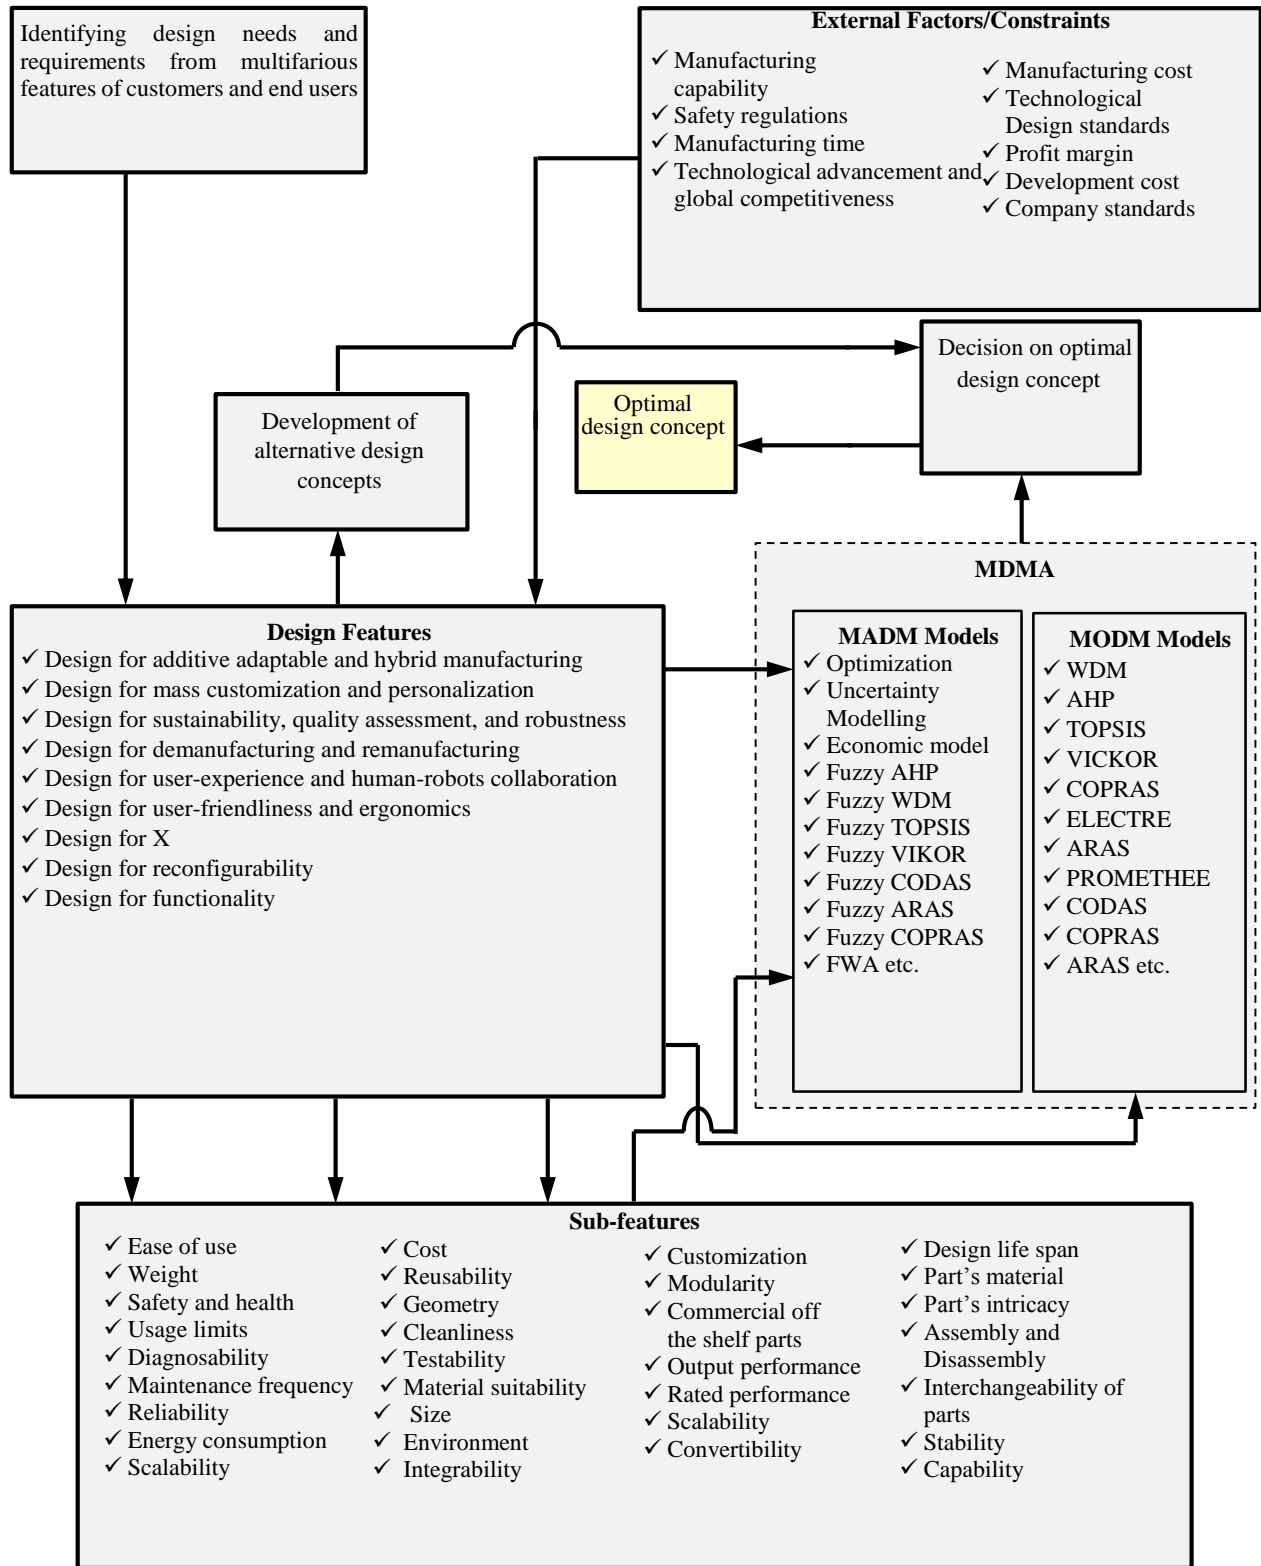 Identifying design needs and
requirements from multifarious
features of customers and end users
External Factors/Constraints
✓ Manufacturing
capability
✓ Safety regulations
✓ Manufacturing time
✓ Technological advancement and
global competitiveness
✓ Manufacturing cost
✓ Technological
Design standards
✓ Profit margin
✓ Development cost
✓ Company standards
Decision on optimal
design concept
Optimal
design concept
Development of
alternative design
concepts
Design Features
✓ Design for additive adaptable and hybrid manufacturing
✓ Design for mass customization and personalization
✓ Design for sustainability, quality assessment, and robustness
✓ Design for demanufacturing and remanufacturing
✓ Design for user-experience and human-robots collaboration
✓ Design for user-friendliness and ergonomics
✓ Design for X
✓ Design for reconfigurability
✓ Design for functionality
MDMA
MADM Models
✓ Optimization
✓ Uncertainty
Modelling
✓ Economic model
✓ Fuzzy AHP
✓ Fuzzy WDM
✓ Fuzzy TOPSIS
✓ Fuzzy VIKOR
✓ Fuzzy CODAS
✓ Fuzzy ARAS
✓ Fuzzy COPRAS
✓ FWA etc.
MODM Models
✓ WDM
✓ AHP
✓ TOPSIS
✓ VICKOR
✓ COPRAS
✓ ELECTRE
✓ ARAS
✓ PROMETHEE
✓ CODAS
✓ COPRAS
✓ ARAS etc.
Sub-features
✓ Ease of use
✓ Weight
✓ Safety and health
✓ Usage limits
✓ Diagnosability
✓ Maintenance frequency
✓ Reliability
✓ Energy consumption
✓ Scalability
✓ Cost
✓ Reusability
✓ Geometry
✓ Cleanliness
✓ Testability
✓ Material suitability
✓ Size
✓ Environment
✓ Integrability
✓ Customization
✓ Modularity
✓ Commercial off
the shelf parts
✓ Output performance
✓ Rated performance
✓ Scalability
✓ Convertibility
✓ Design life span
✓ Part’s material
✓ Part’s intricacy
✓ Assembly and
Disassembly
✓ Interchangeability of
parts
✓ Stability
✓ Capability